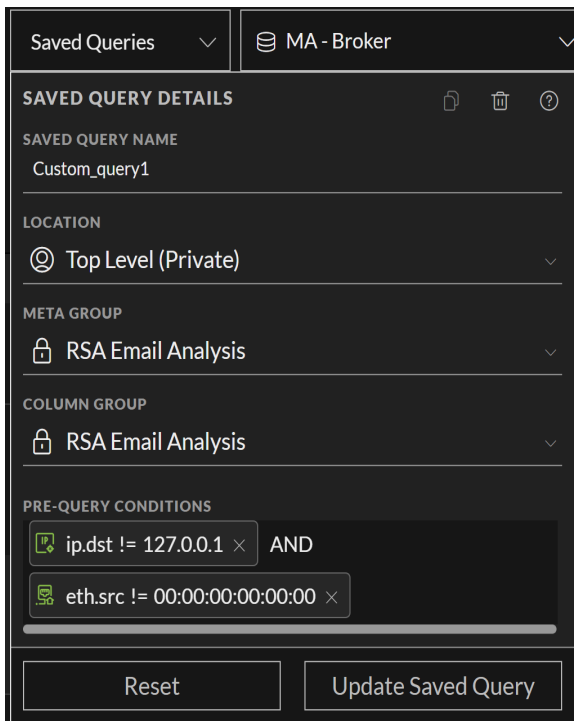 Saved Queries MA - Broker
SAVED QUERY DETAILS
SAVED QUERY NAME
Custom_query1
LOCATION
Top Level (Private)
META GROUP
RSA Email Analysis
COLUMN GROUP
RSA Email Analysis
PRE-QUERY CONDITIONS
IP ip.dst != 127.0.0.1 × AND
eth.src != 00:00:00:00:00:00 ×
Reset Update Saved Query